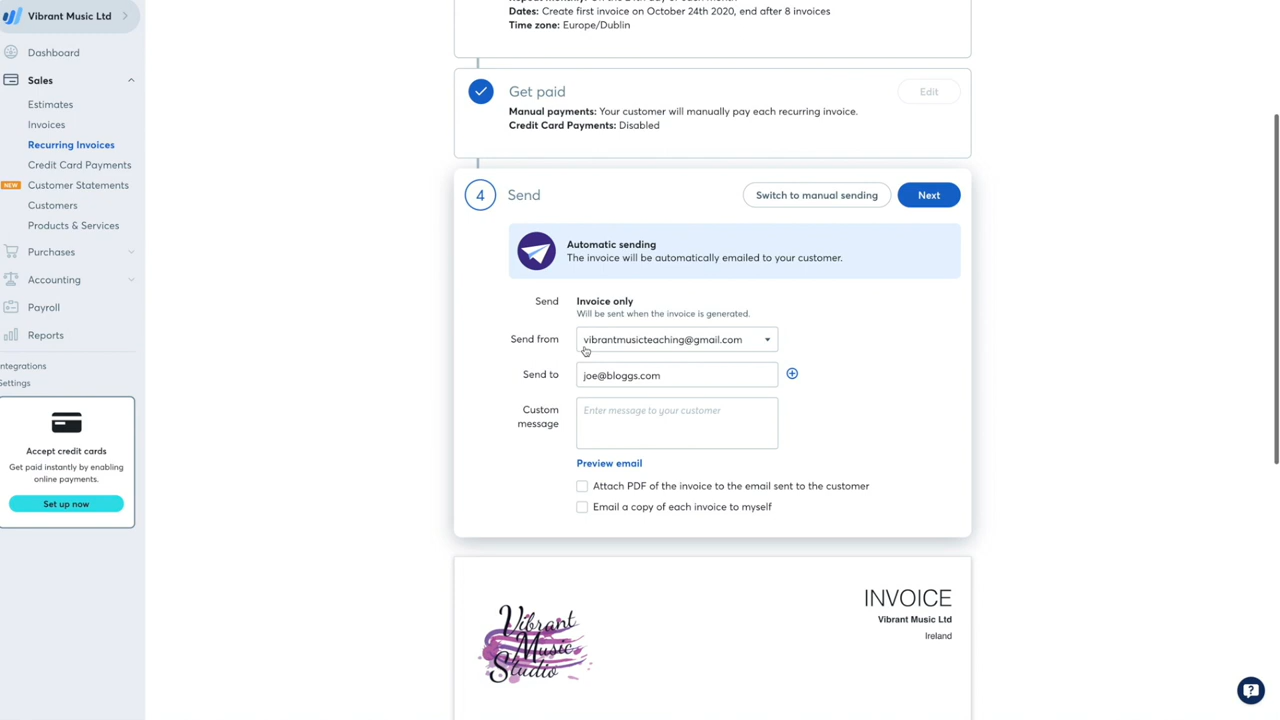 Vibrant Music Ltd
Dashboard
Sales
Estimates
Invoices
Recurring Invoices
Credit Card Payments
NEW
Customer Statements
Customers
Products & Services
Purchases
Accounting
Payroll
Reports
ntegrations
Settings
Accept credit cards
Get paid instantly by enabling
online payments.
Set up now
Dates: Create first invoice on October 24th 2020, end after 8 invoices
Time zone: Europe/Dublin
Get paid
Edit
Manual payments: Your customer will manually pay each recurring invoice.
Credit Card Payments: Disabled
4
Send
Switch to manual sending
Next
Automatic sending
The invoice will be automatically emailed to your customer.
Send
Invoice only
Will be sent when the invoice is generated.
Send from
vibrantmusicteaching@gmail.com
Send to
joe@bloggs.com
Custom
message
Enter message to your customer
Preview email
Attach PDF of the invoice to the email sent to the customer
Email a copy of each invoice to myself
Vibrant
Music
Studio
INVOICE
Vibrant Music Ltd
Ireland